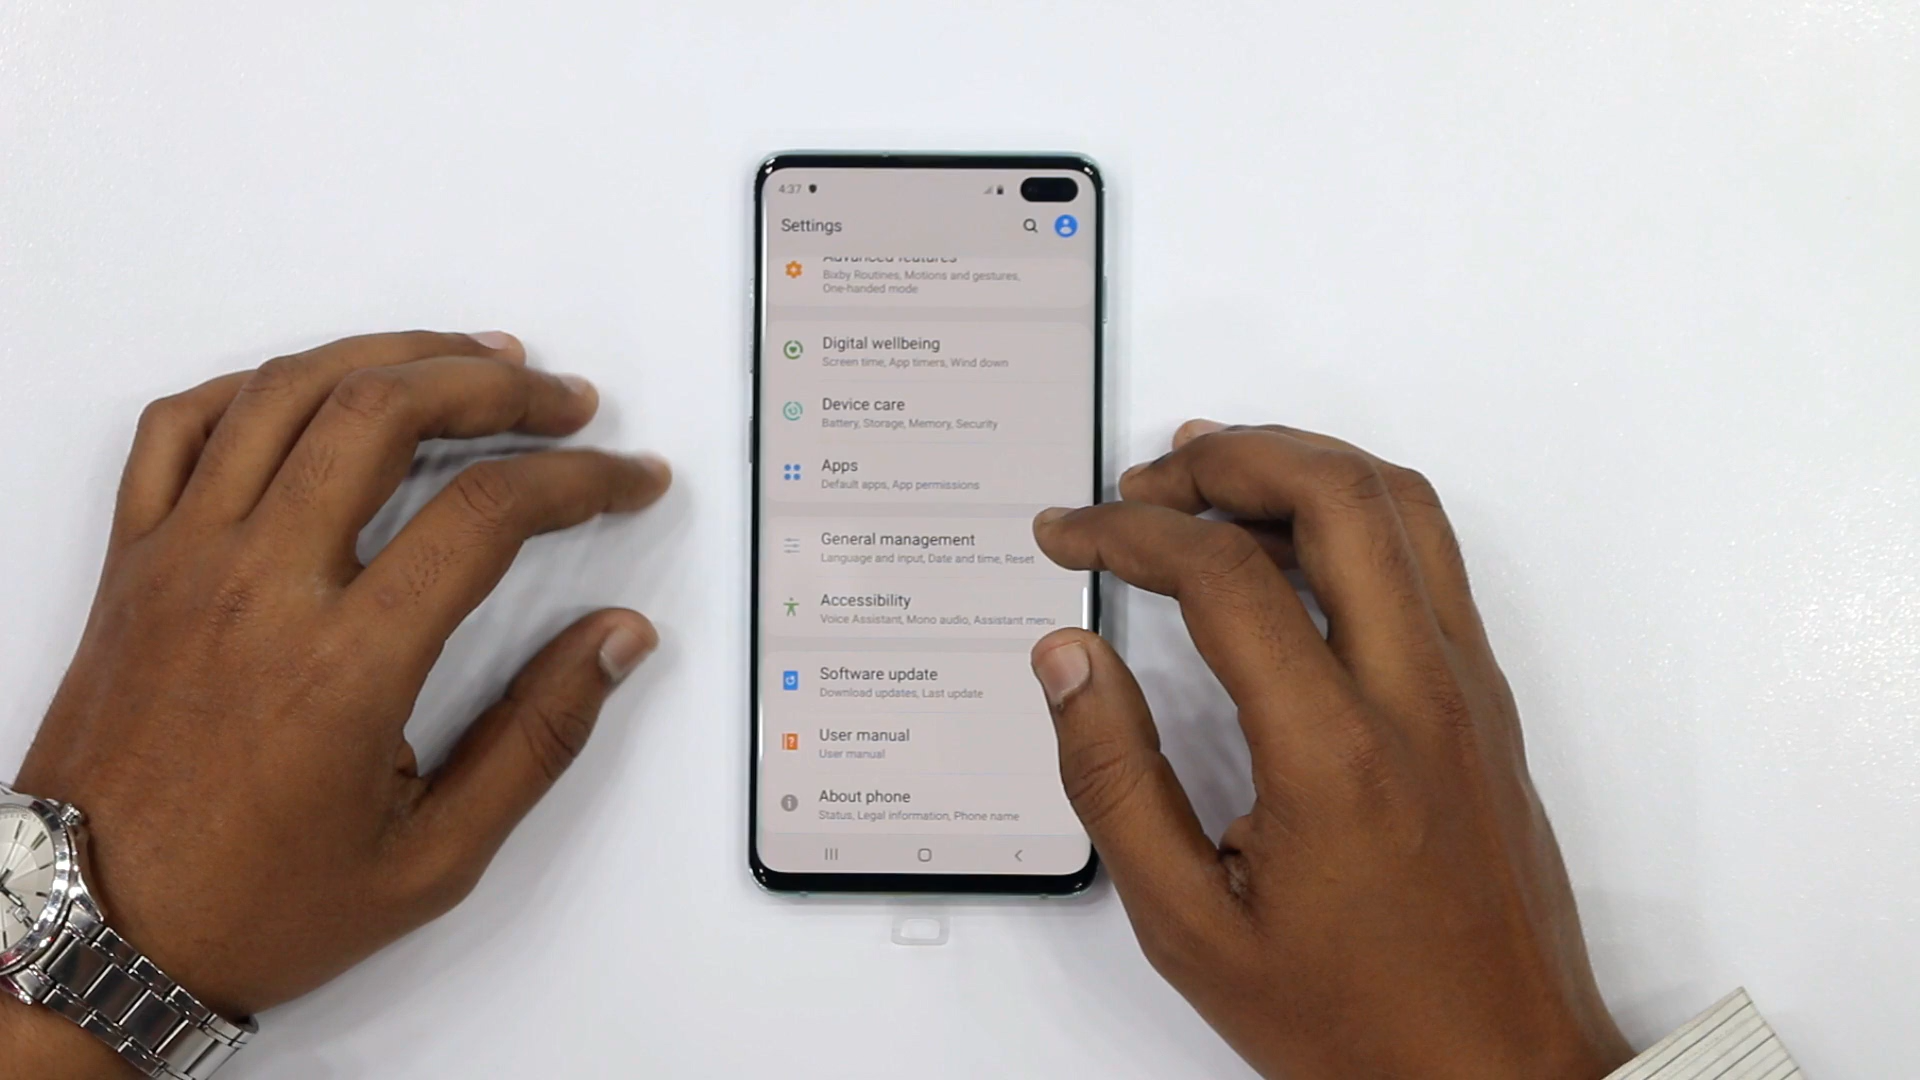 4:37
Settings
Advanced features
Bixby Routines, Motions and gestures,
One-handed mode
Digital wellbeing
Screen time, App timers, Wind down
Device care
Battery, Storage, Memory, Security
Apps
Default apps, App permissions
General management
Language and input, Date and time, Reset
Accessibility
Voice Assistant, Mono audio, Assistant menu
Software update
Download updates, Last update
User manual
User manual
About phone
Status, Legal information, Phone name